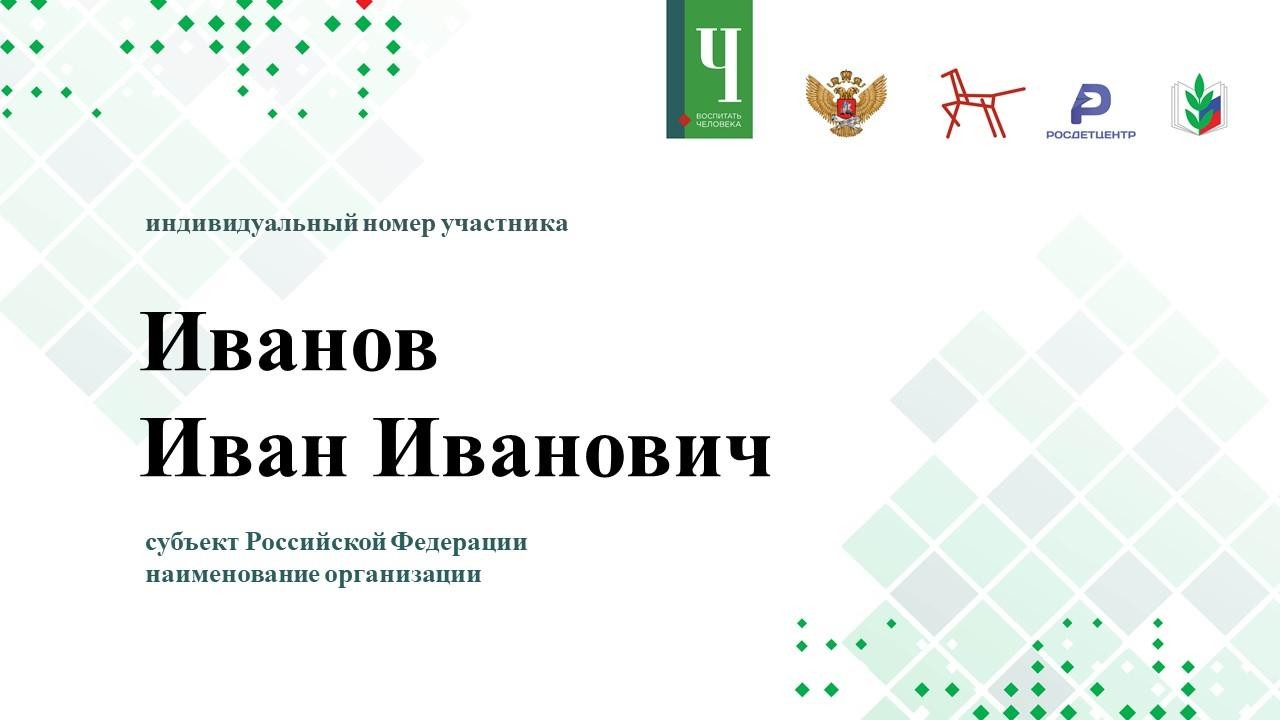 Ч
ВОСПИТАТЬ
ЧЕЛОВЕКА
РОСДЕТЦЕНТР
индивидуальный номер участника
Иванов
Иван Иванович
субъект Российской Федерации
наименование организации